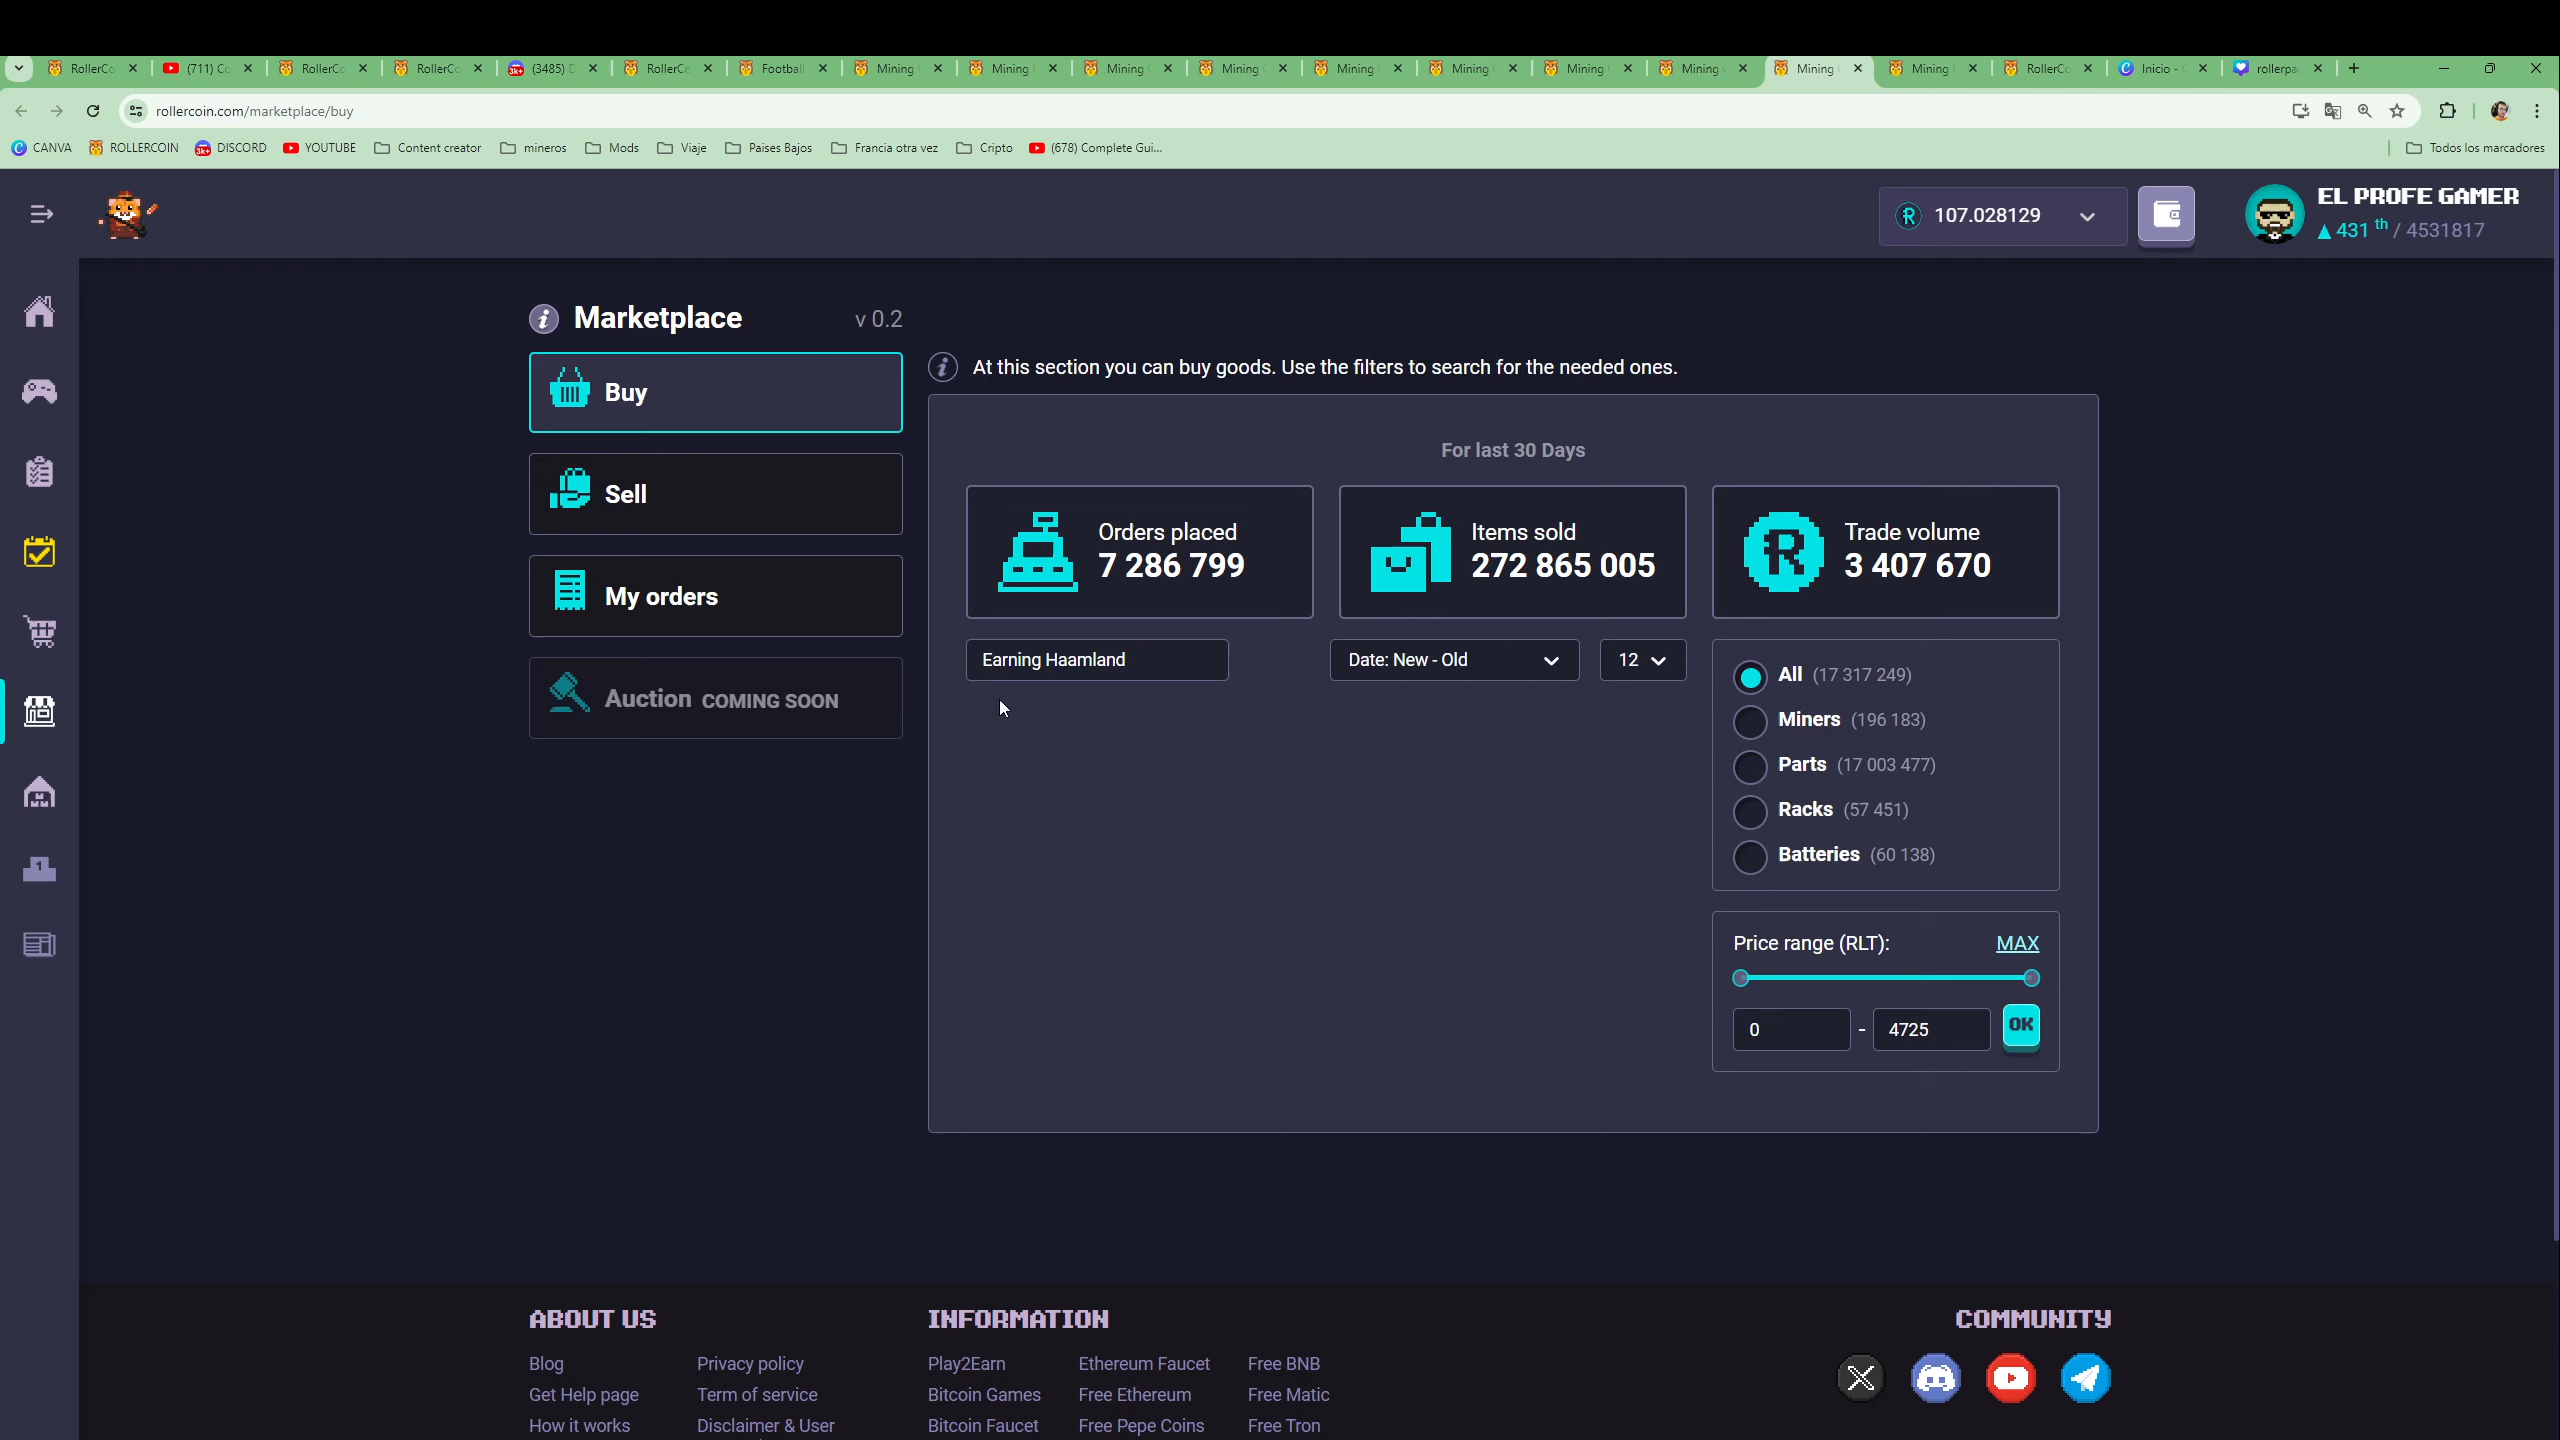 RollerCo
(711) Co
RollerCo
RollerCo
(3485) D
RollerCo
Football
Mining
Mining
Mining
Mining
Mining
Mining
Mining
Mining
Mining
Mining
RollerCo
Inicio -
rollerpa
rollercoin.com/marketplace/buy
CANVA
ROLLERCOIN
DISCORD
YOUTUBE
Content creator
mineros
Mods
Viaje
Paises Bajos
Francia otra vez
Cripto
(678) Complete Gui...
Todos los marcadores
107.028129
EL PROFE GAMER
431 th / 4531817
Marketplace
v 0.2
Buy
Sell
My orders
Auction COMING SOON
At this section you can buy goods. Use the filters to search for the needed ones.
For last 30 Days
Orders placed
7 286 799
Items sold
272 865 005
Trade volume
3 407 670
Earning Haamland
Date: New - Old
12
All (17 317 249)
Miners (196 183)
Parts (17 003 477)
Racks (57 451)
Batteries (60 138)
Price range (RLT):
MAX
0 - 4725
OK
ABOUT US
Blog
Get Help page
How it works
Privacy policy
Term of service
Disclaimer & User
INFORMATION
Play2Earn
Bitcoin Games
Bitcoin Faucet
Ethereum Faucet
Free Ethereum
Free Pepe Coins
Free BNB
Free Matic
Free Tron
COMMUNITY